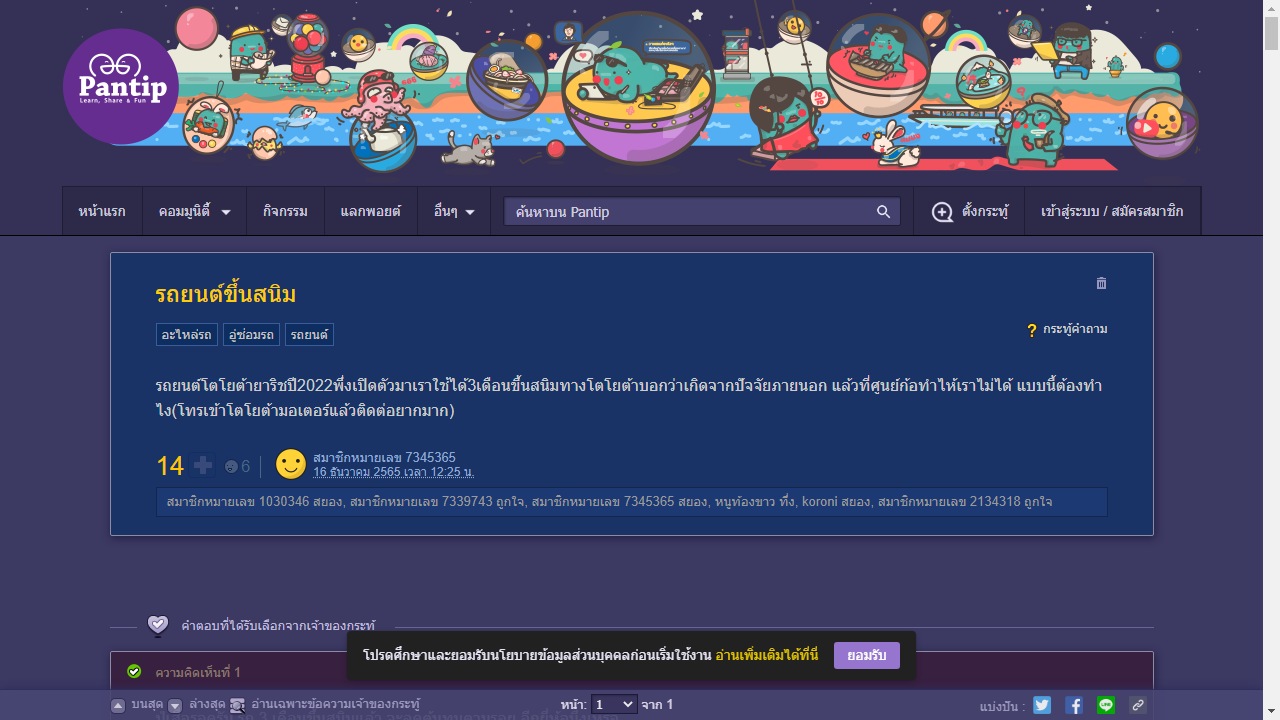 Pantip
Learn, Share & Fun
หน้าแรก
คอมมูนิตี้
กิจกรรม
แลกพอยต์
อื่นๆ
ค้นหาบน Pantip
ตั้งกระทู้
เข้าสู่ระบบ / สมัครสมาชิก
รถยนต์ขึ้นสนิม
อะไหล่รถ
อู่ซ่อมรถ
รถยนต์
? กระทู้คำถาม
รถยนต์โตโยต้ายาริชปี2022พึ่งเปิดตัวมาเราใช้ได้3เดือนขึ้นสนิมทางโตโยต้าบอกว่าเกิดจากปัจจัยภายนอก แล้วที่ศูนย์ก้อทำให้เราไม่ได้ แบบนี้ต้องทำ
ไง(โทรเข้าโตโยต้ามอเตอร์แล้วติดต่อยากมาก)
14
6
สมาชิกหมายเลข 7345365
16 ธันวาคม 2565 เวลา 12:25 น.
สมาชิกหมายเลข 1030346 สยอง, สมาชิกหมายเลข 7339743 ถูกใจ, สมาชิกหมายเลข 7345365 สยอง, หนูท้องขาว ทึ่ง, koroni สยอง, สมาชิกหมายเลข 2134318 ถูกใจ
คำตอบที่ได้รับเลือกจากเจ้าของกระทู้
โปรดศึกษาและยอมรับนโยบายข้อมูลส่วนบุคคลก่อนเริ่มใช้งาน อ่านเพิ่มเติมได้ที่นี่
ยอมรับ
ความคิดเห็นที่ 1
บนสุด
ล่างสุด
อ่านเฉพาะข้อความเจ้าของกระทู้
หน้า: 1 จาก 1
แบ่งปัน :